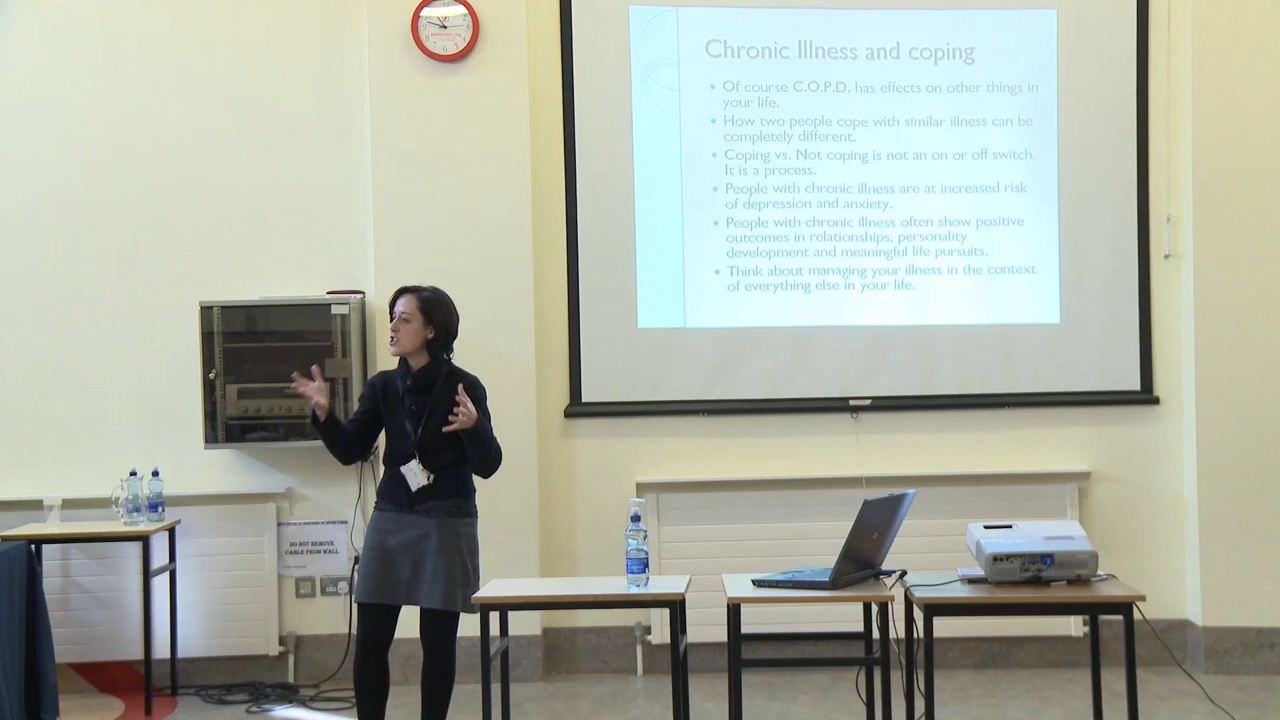 Chronic Illness and coping
• Of course C.O.P.D. has effects on other things in
your life.
• How two people cope with similar illness can be
completely different.
• Coping vs. Not coping is not an on or off switch.
It is a process.
• People with chronic illness are at increased risk
of depression and anxiety.
• People with chronic illness often show positive
outcomes in relationships, personality
development and meaningful life pursuits.
• Think about managing your illness in the context
of everything else in your life.
DO NOT REMOVE
CABLE FROM WALL